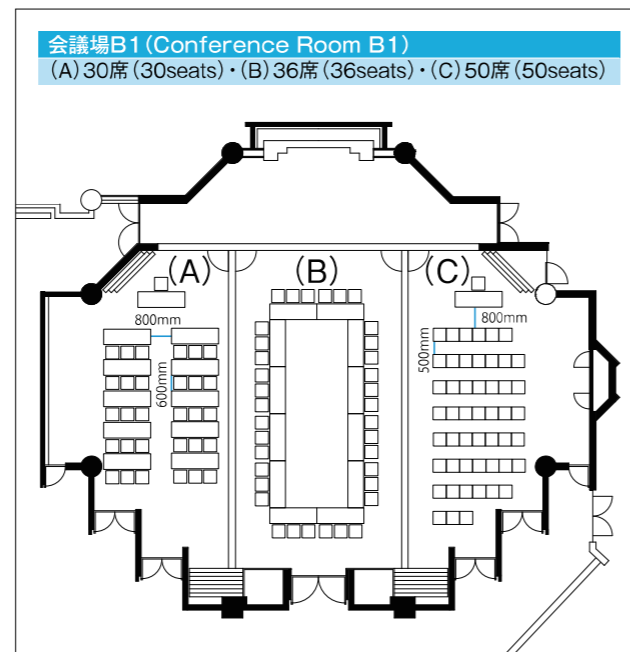 会議場B1(Conference Room B1)
(A)30席(30seats)・(B)36席(36seats)・(C)50席(50seats)
(A)
(B)
(C)
800mm
600mm
800mm
500mm